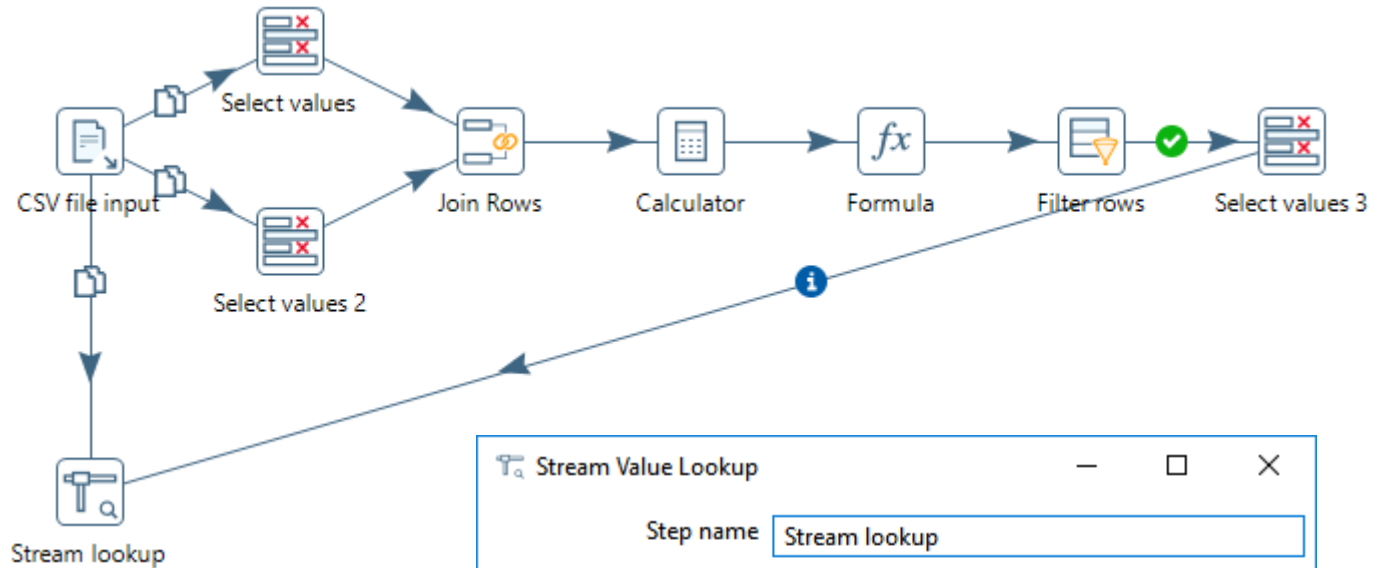 Select values
CSV file input
Join Rows
Calculator
fx
Formula
Filter rows
Select values 3
Select values 2
i
Stream lookup
Stream Value Lookup
Step name
Stream lookup